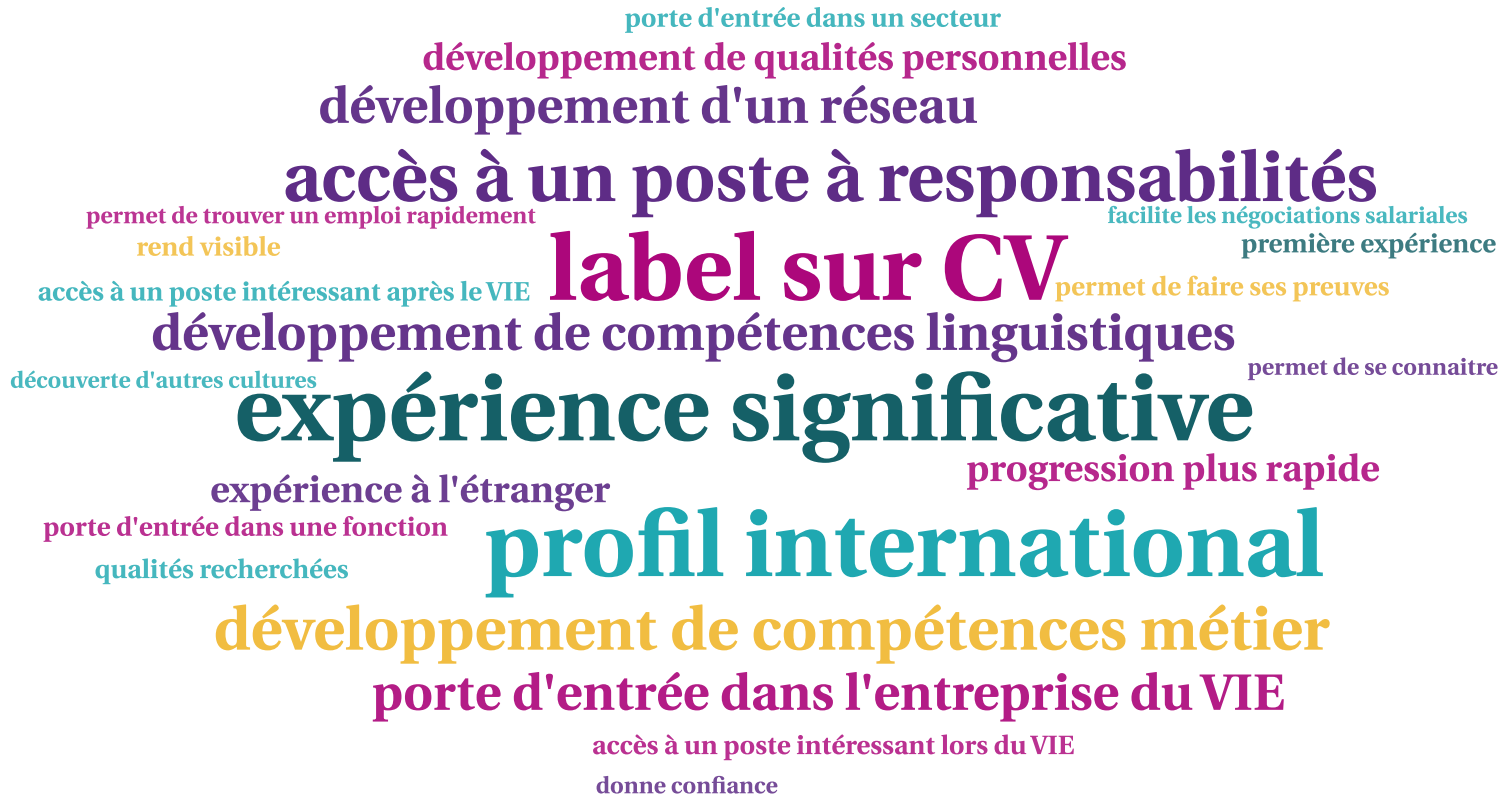 porte d'entrée dans un secteur
développement de qualités personnelles
développement d'un réseau
accès à un poste à responsabilités
permet de trouver un emploi rapidement
facilite les négociations salariales
rend visible
label sur CV
première expérience
accès à un poste intéressant après le VIE
permet de faire ses preuves
développement de compétences linguistiques
permet de se connaitre
découverte d'autres cultures
expérience significative
progression plus rapide
expérience à l'étranger
porte d'entrée dans une fonction
profil international
qualités recherchées
développement de compétences métier
porte d'entrée dans l'entreprise du VIE
accès à un poste intéressant lors du VIE
donne confiance